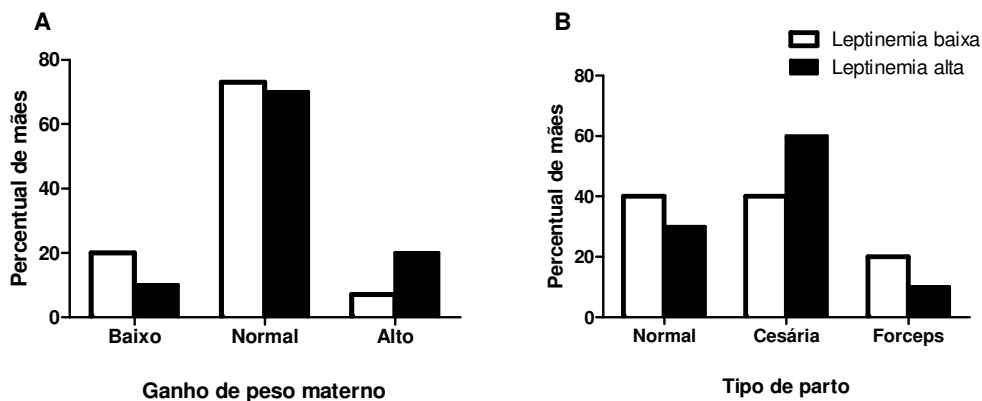 A
Percentual de mães
80
60
40
20
0
Baixo Normal Alto
Ganho de peso materno
B
Leptinemia baixa
Leptinemia alta
Percentual de mães
80
60
40
20
0
Normal Cesária Forceps
Tipo de parto